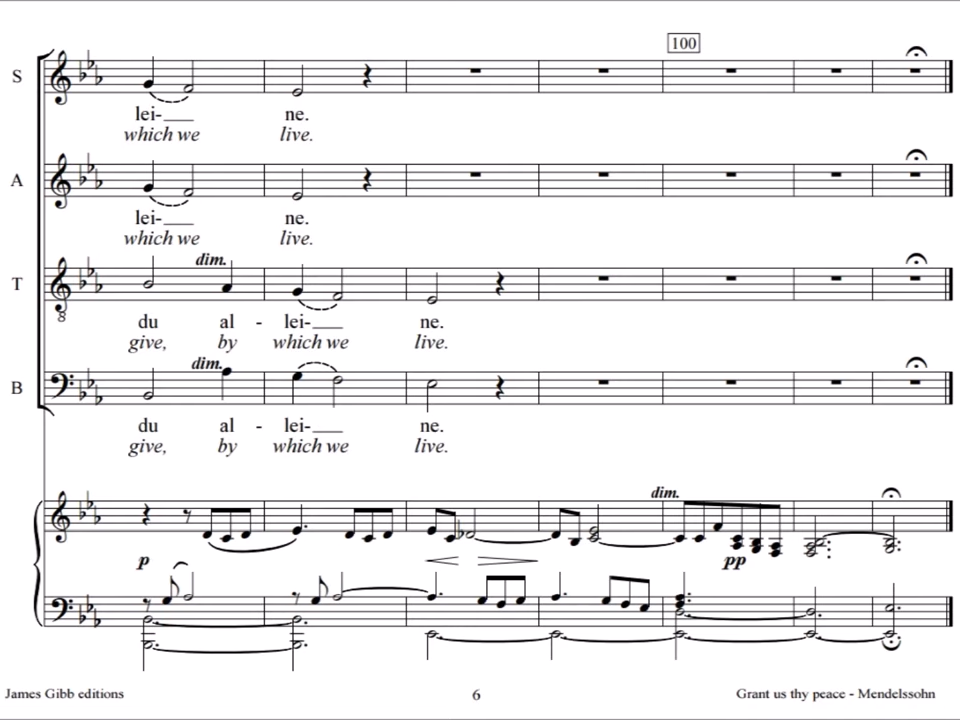 100
S
lei- ne.
which we live.
A
lei- ne.
which we live.
dim.
T
8
du al - lei- ne.
give, by which we live.
dim.
B
du al - lei- ne.
give, by which we live.
dim.
p pp
James Gibb editions 6 Grant us thy peace - Mendelssohn